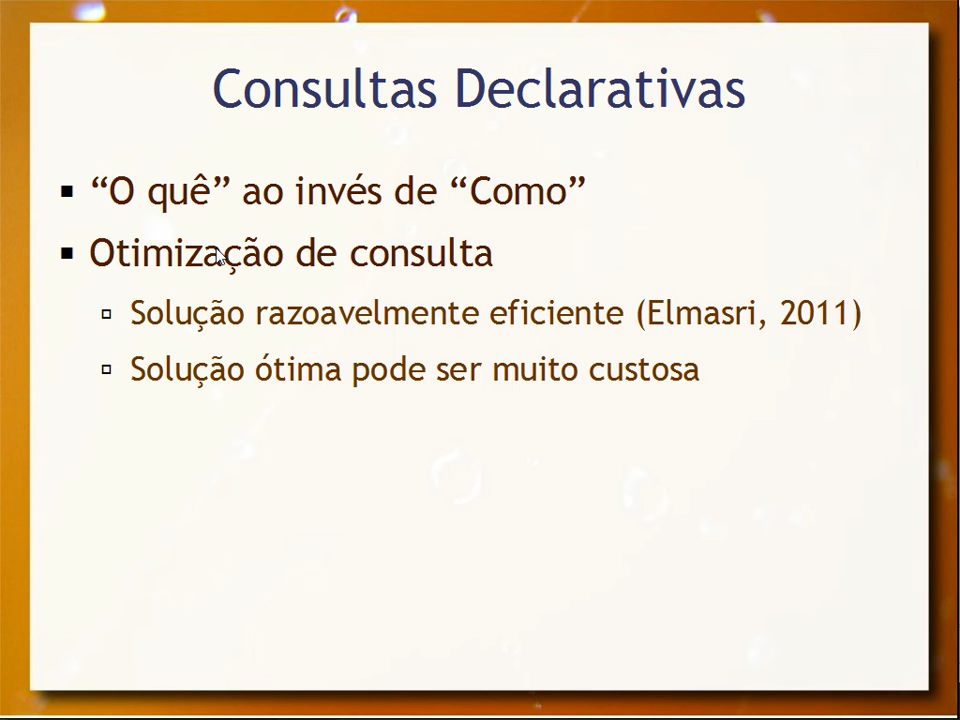 Consultas Declarativas
“O quê” ao invés de “Como”
Otimização de consulta
Solução razoavelmente eficiente (Elmasri, 2011)
Solução ótima pode ser muito custosa